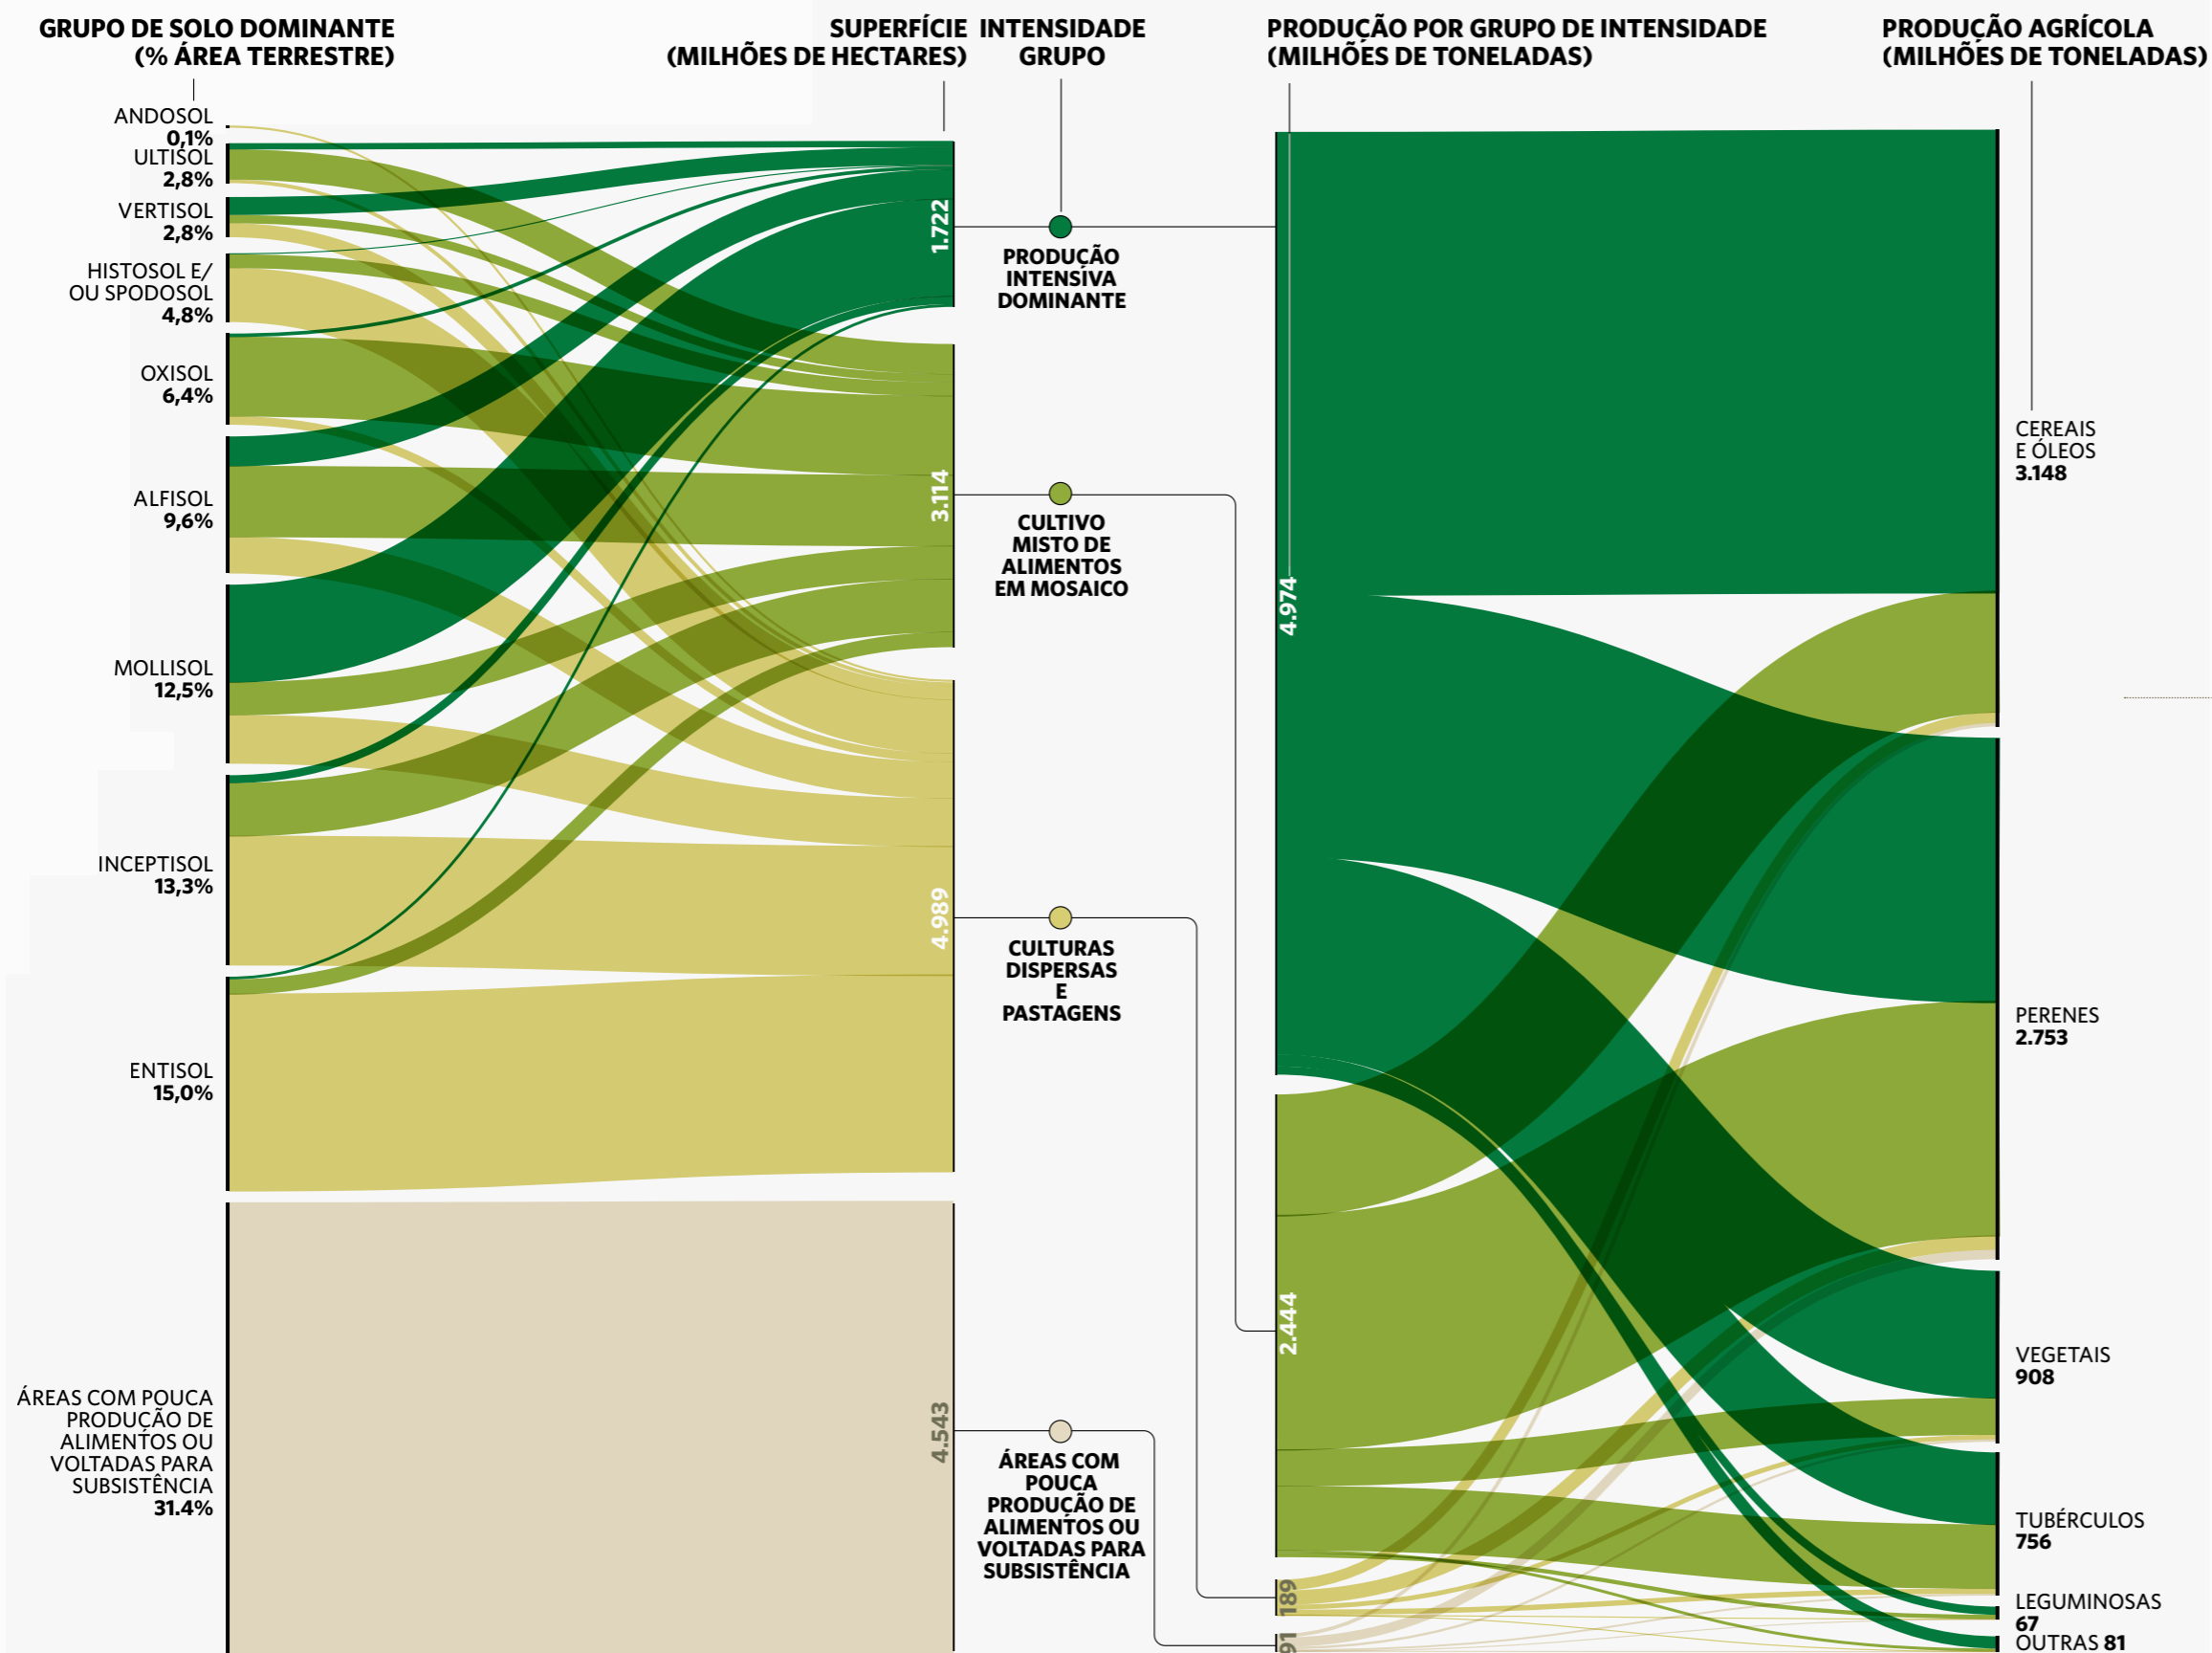 GRUPO DE SOLO DOMINANTE
(% ÁREA TERRESTRE)
SUPERFÍCIE
(MILHÕES DE HECTARES)
INTENSIDADE
GRUPO
PRODUÇÃO POR GRUPO DE INTENSIDADE
(MILHÕES DE TONELADAS)
PRODUÇÃO AGRÍCOLA
(MILHÕES DE TONELADAS)
ANDOSOL
0,1%
ULTISOL
2,8%
VERTISOL
2,8%
HISTOSOL E/
OU SPODOSOL
4,8%
OXISOL
6,4%
ALFISOL
9,6%
MOLLISOL
12,5%
INCEPTISOL
13,3%
ENTISOL
15,0%
ÁREAS COM POUCA
PRODUÇÃO DE
ALIMENTOS OU
VOLTADAS PARA
SUBSISTÊNCIA
31.4%
1.722
3.114
4.989
4.543
PRODUÇÃO
INTENSIVA
DOMINANTE
CULTIVO
MISTO DE
ALIMENTOS
EM MOSAICO
CULTURAS
DISPERSAS
E
PASTAGENS
ÁREAS COM
POUCA
PRODUÇÃO DE
ALIMENTOS OU
VOLTADAS PARA
SUBSISTÊNCIA
4.974
2.444
189
91
CEREAIS
E ÓLEOS
3.148
PERENES
2.753
VEGETAIS
908
TUBÉRCULOS
756
LEGUMINOSAS
67
OUTRAS 81